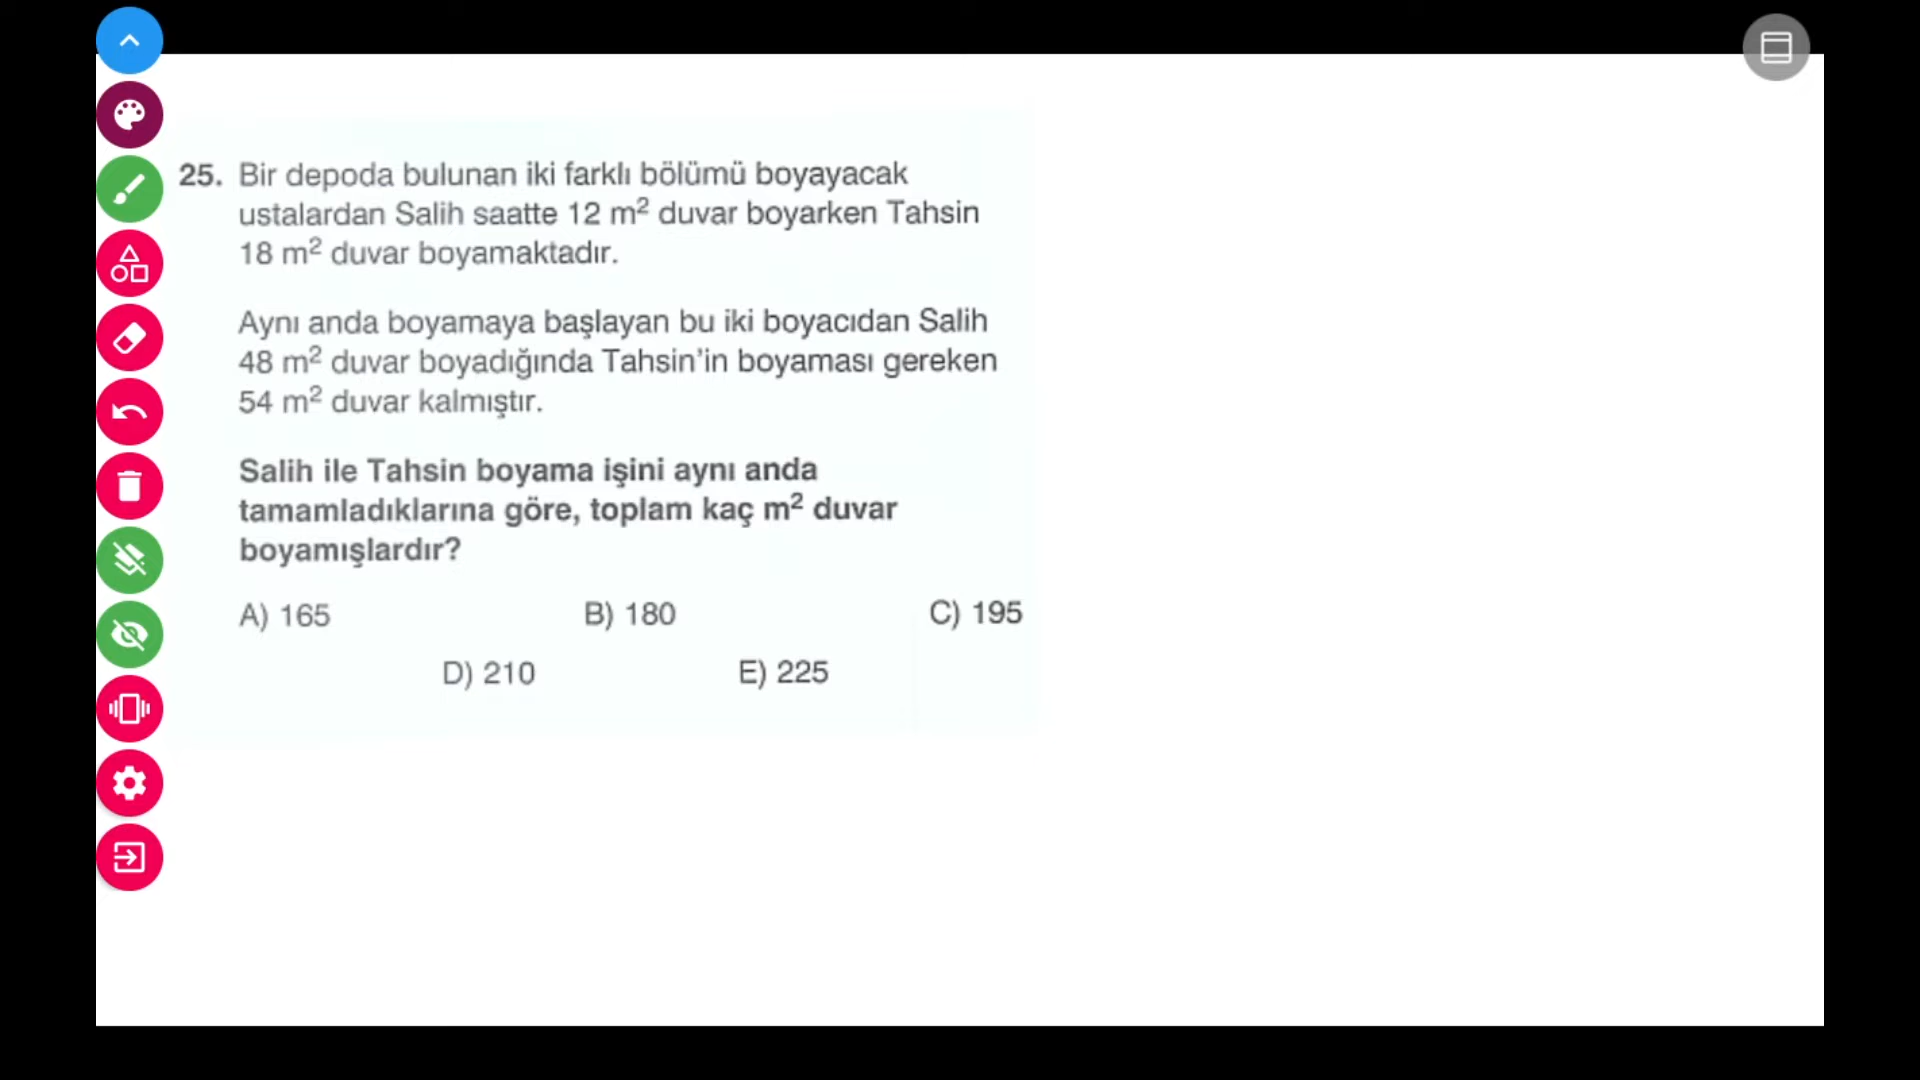 25. Bir depoda bulunan iki farklı bölümü boyayacak
ustalardan Salih saatte 12 m² duvar boyarken Tahsin
18 m² duvar boyamaktadır.
Aynı anda boyamaya başlayan bu iki boyacıdan Salih
48 m² duvar boyadığında Tahsin'in boyaması gereken
54 m² duvar kalmıştır.
Salih ile Tahsin boyama işini aynı anda
tamamladıklarına göre, toplam kaç m² duvar
boyamışlardır?
A) 165 B) 180 C) 195
D) 210 E) 225